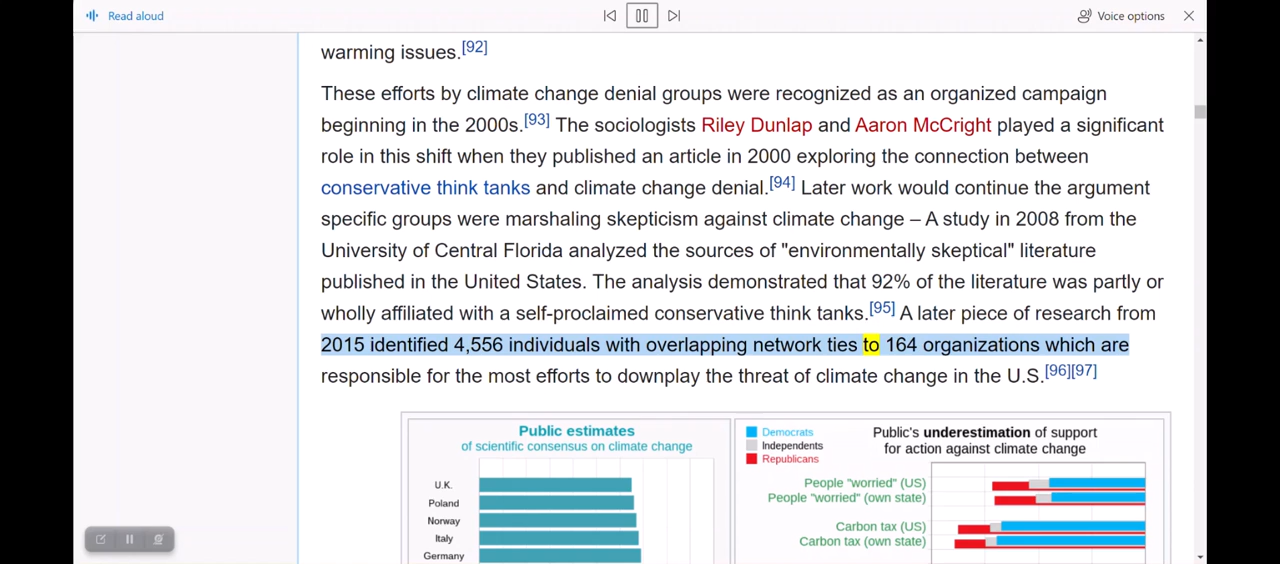 Read aloud
Voice options
warming issues.[92]
These efforts by climate change denial groups were recognized as an organized campaign
beginning in the 2000s.[93] The sociologists Riley Dunlap and Aaron McCright played a significant
role in this shift when they published an article in 2000 exploring the connection between
conservative think tanks and climate change denial.[94] Later work would continue the argument
specific groups were marshaling skepticism against climate change – A study in 2008 from the
University of Central Florida analyzed the sources of "environmentally skeptical" literature
published in the United States. The analysis demonstrated that 92% of the literature was partly or
wholly affiliated with a self-proclaimed conservative think tanks.[95] A later piece of research from
2015 identified 4,556 individuals with overlapping network ties to 164 organizations which are
responsible for the most efforts to downplay the threat of climate change in the U.S.[96][97]
Public estimates
of scientific consensus on climate change
U.K.
Poland
Norway
Italy
Germany
Democrats
Independents
Republicans
Public's underestimation of support
for action against climate change
People "worried" (US)
People "worried" (own state)
Carbon tax (US)
Carbon tax (own state)